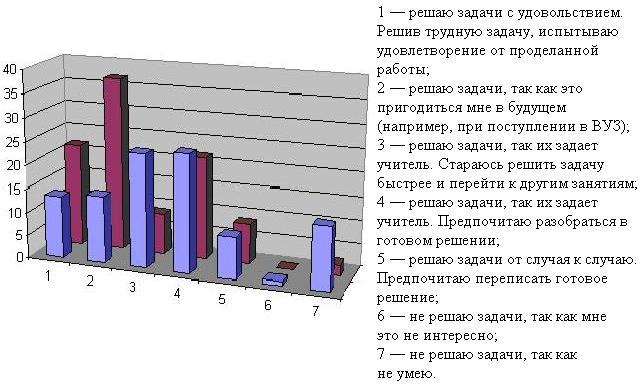 40
35
30
25
20
15
10
5
0
1
2
3
4
5
6
7
1 — решаю задачи с удовольствием.
Решив трудную задачу, испытываю
удовлетворение от проделанной
работы;
2 — решаю задачи, так как это
пригодиться мне в будущем
(например, при поступлении в ВУЗ);
3 — решаю задачи, так их задает
учитель. Стараюсь решить задачу
быстрее и перейти к другим занятиям;
4 — решаю задачи, так их задает
учитель. Предпочитаю разобраться в
готовом решении;
5 — решаю задачи от случая к случаю.
Предпочитаю переписать готовое
решение;
6 — не решаю задачи, так как мне
это не интересно;
7 — не решаю задачи, так как
не умею.